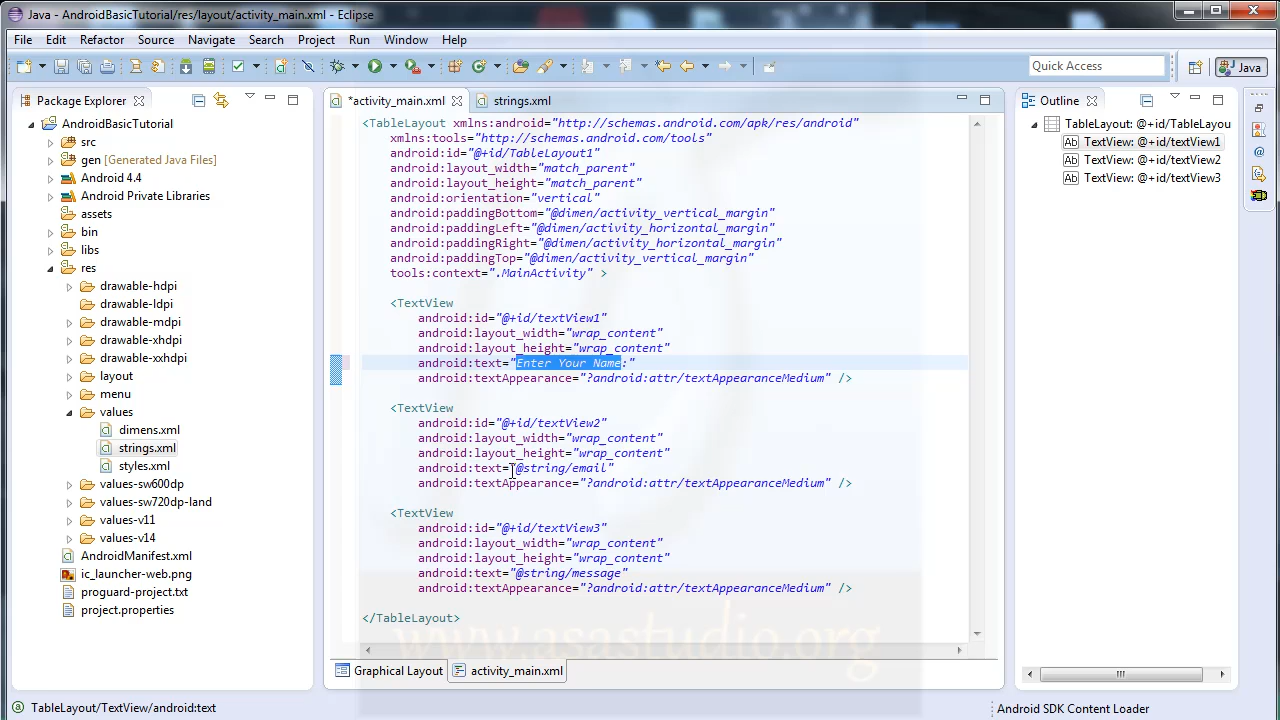 Java - AndroidBasicTutorial/res/layout/activity_main.xml - Eclipse
File Edit Refactor Source Navigate Search Project Run Window Help
Quick Access
Java
Package Explorer
*activity_main.xml
strings.xml
Outline
AndroidBasicTutorial
src
gen [Generated Java Files]
Android 4.4
Android Private Libraries
assets
bin
libs
res
drawable-hdpi
drawable-ldpi
drawable-mdpi
drawable-xhdpi
drawable-xxhdpi
layout
menu
values
dimens.xml
strings.xml
styles.xml
values-sw600dp
values-sw720dp-land
values-v11
values-v14
AndroidManifest.xml
ic_launcher-web.png
proguard-project.txt
project.properties
<TableLayout xmlns:android="http://schemas.android.com/apk/res/android"
xmlns:tools="http://schemas.android.com/tools"
android:id="@+id/TableLayout1"
android:layout_width="match_parent"
android:layout_height="match_parent"
android:orientation="vertical"
android:paddingBottom="@dimen/activity_vertical_margin"
android:paddingLeft="@dimen/activity_horizontal_margin"
android:paddingRight="@dimen/activity_horizontal_margin"
android:paddingTop="@dimen/activity_vertical_margin"
tools:context=".MainActivity" >
<TextView
android:id="@+id/textView1"
android:layout_width="wrap_content"
android:layout_height="wrap_content"
android:text="Enter Your Name:"
android:textAppearance="?android:attr/textAppearanceMedium" />
<TextView
android:id="@+id/textView2"
android:layout_width="wrap_content"
android:layout_height="wrap_content"
android:text="@string/email"
android:textAppearance="?android:attr/textAppearanceMedium" />
<TextView
android:id="@+id/textView3"
android:layout_width="wrap_content"
android:layout_height="wrap_content"
android:text="@string/message"
android:textAppearance="?android:attr/textAppearanceMedium" />
</TableLayout>
www.asastudio.org
Graphical Layout
activity_main.xml
Ab TextView: @+id/textView1
Ab TextView: @+id/textView2
Ab TextView: @+id/textView3
TableLayout: @+id/TableLayou
TableLayout/TextView/android:text
Android SDK Content Loader